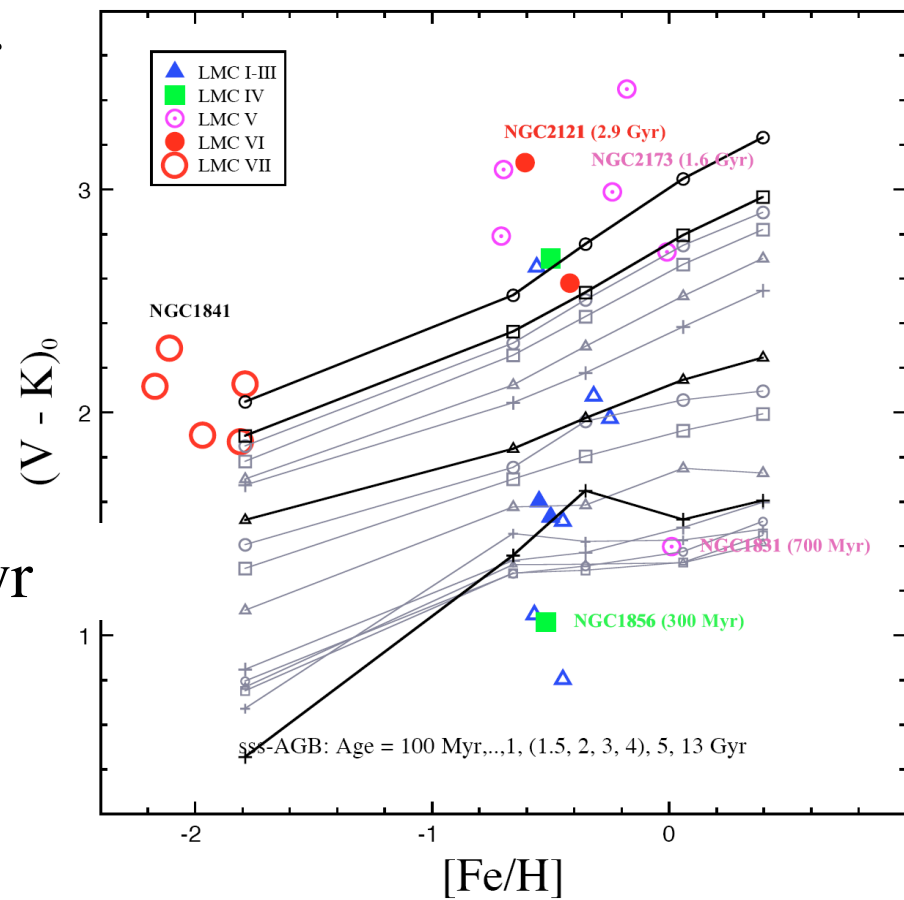 LMC I-III
LMC IV
LMC V
LMC VI
LMC VII
NGC2121 (2.9 Gyr)
NGC2173 (1.6 Gyr)
NGC1841
NGC1831 (700 Myr)
NGC1856 (300 Myr)
sss-AGB: Age = 100 Myr,..,1, (1.5, 2, 3, 4), 5, 13 Gyr
(V - K)₀
3
2
1
yr
-2
-1
0
[Fe/H]